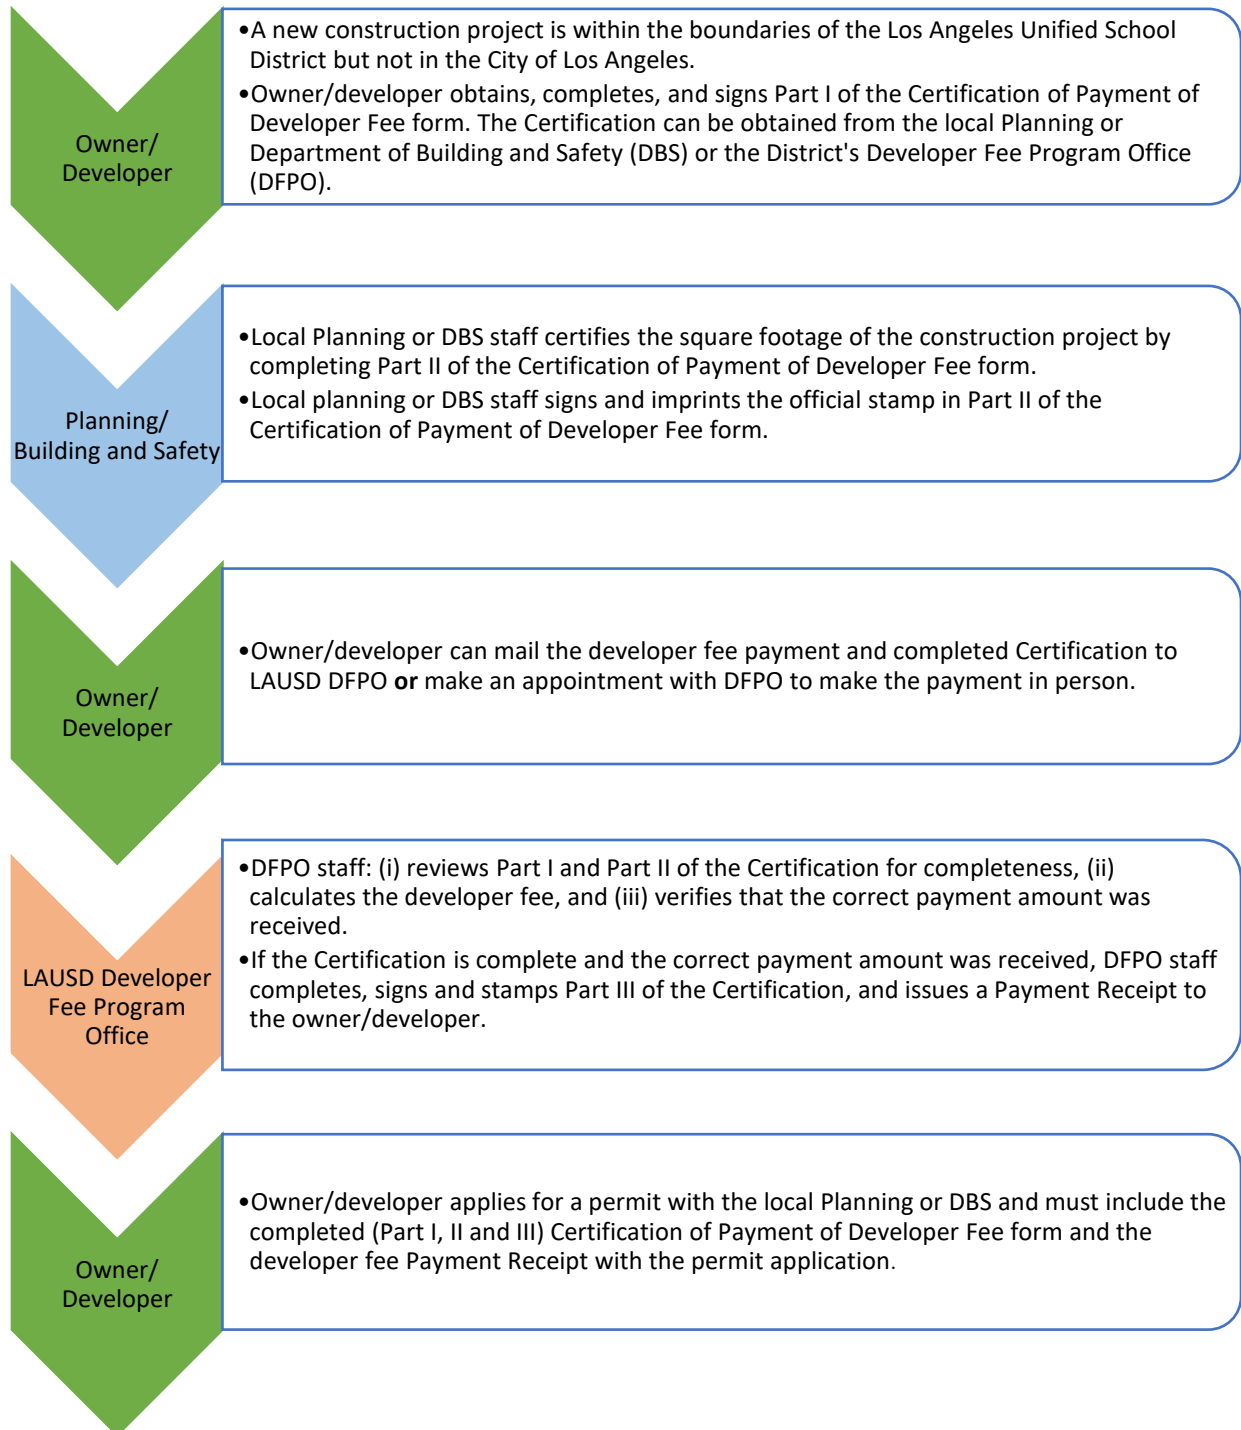 Owner/
Developer
•A new construction project is within the boundaries of the Los Angeles Unified School
District but not in the City of Los Angeles.
•Owner/developer obtains, completes, and signs Part I of the Certification of Payment of
Developer Fee form. The Certification can be obtained from the local Planning or
Department of Building and Safety (DBS) or the District's Developer Fee Program Office
(DFPO).
Planning/
Building and Safety
•Local Planning or DBS staff certifies the square footage of the construction project by
completing Part II of the Certification of Payment of Developer Fee form.
•Local planning or DBS staff signs and imprints the official stamp in Part II of the
Certification of Payment of Developer Fee form.
Owner/
Developer
•Owner/developer can mail the developer fee payment and completed Certification to
LAUSD DFPO or make an appointment with DFPO to make the payment in person.
LAUSD Developer
Fee Program
Office
•DFPO staff: (i) reviews Part I and Part II of the Certification for completeness, (ii)
calculates the developer fee, and (iii) verifies that the correct payment amount was
received.
•If the Certification is complete and the correct payment amount was received, DFPO staff
completes, signs and stamps Part III of the Certification, and issues a Payment Receipt to
the owner/developer.
Owner/
Developer
•Owner/developer applies for a permit with the local Planning or DBS and must include the
completed (Part I, II and III) Certification of Payment of Developer Fee form and the
developer fee Payment Receipt with the permit application.